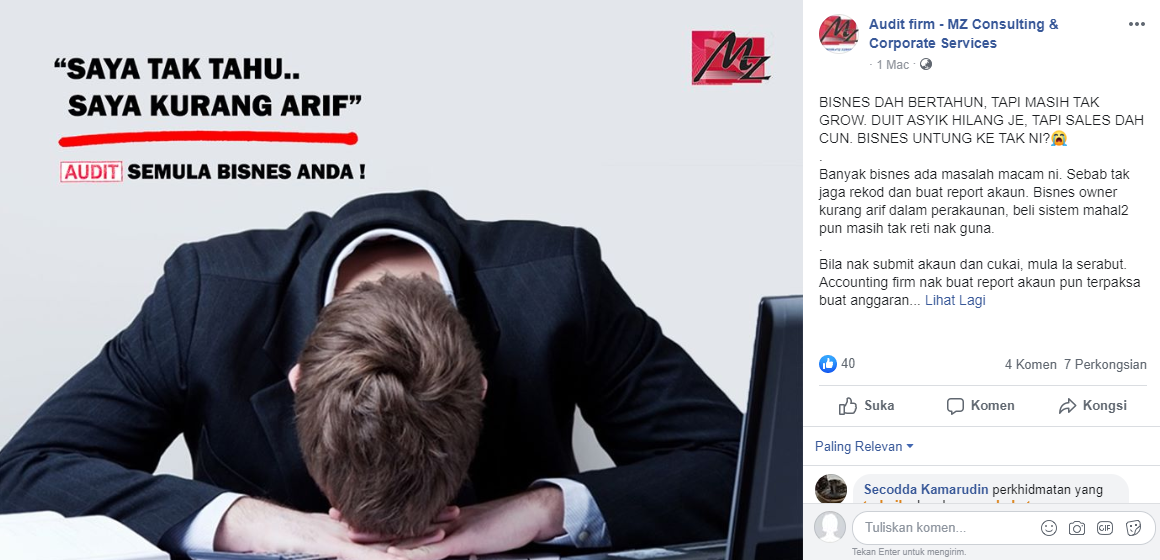 “SAYA TAK TAHU..
SAYA KURANG ARIF”
AUDIT SEMULA BISNES ANDA !
MZ
Audit firm - MZ Consulting &
Corporate Services
· 1 Mac ·
BISNES DAH BERTAHUN, TAPI MASIH TAK
GROW. DUIT ASYIK HILANG JE, TAPI SALES DAH
CUN. BISNES UNTUNG KE TAK NI?😭
.
Banyak bisnes ada masalah macam ni. Sebab tak
jaga rekod dan buat report akaun. Bisnes owner
kurang arif dalam perakaunan, beli sistem mahal2
pun masih tak reti nak guna.
.
Bila nak submit akaun dan cukai, mula la serabut.
Accounting firm nak buat report akaun pun terpaksa
buat anggaran... Lihat Lagi
40
4 Komen 7 Perkongsian
Suka
Komen
Kongsi
Paling Relevan
Secodda Kamarudin perkhidmatan yang
Tuliskan komen...
GIF
Tekan Enter untuk mengirim.